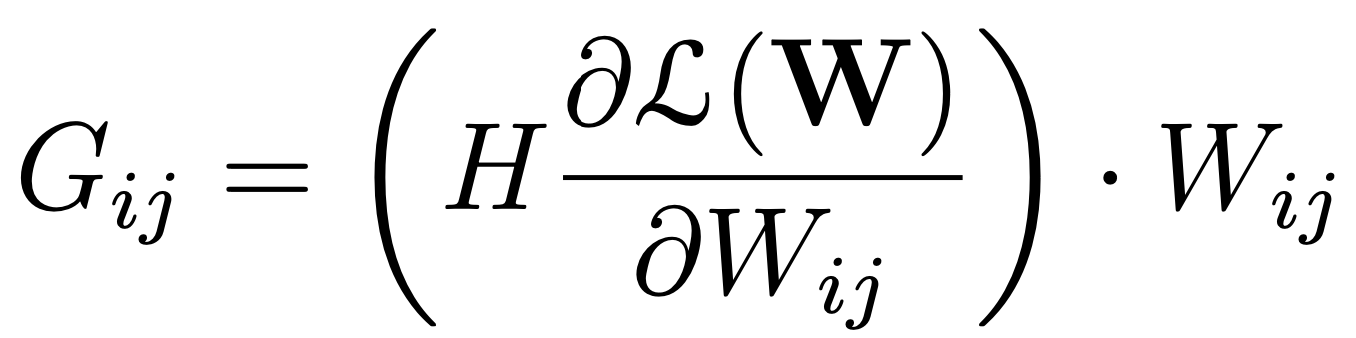 $G_{ij} = \left( H \frac{\partial \mathcal{L}(\mathbf{W})}{\partial W_{ij}} \right) \cdot W_{ij}$